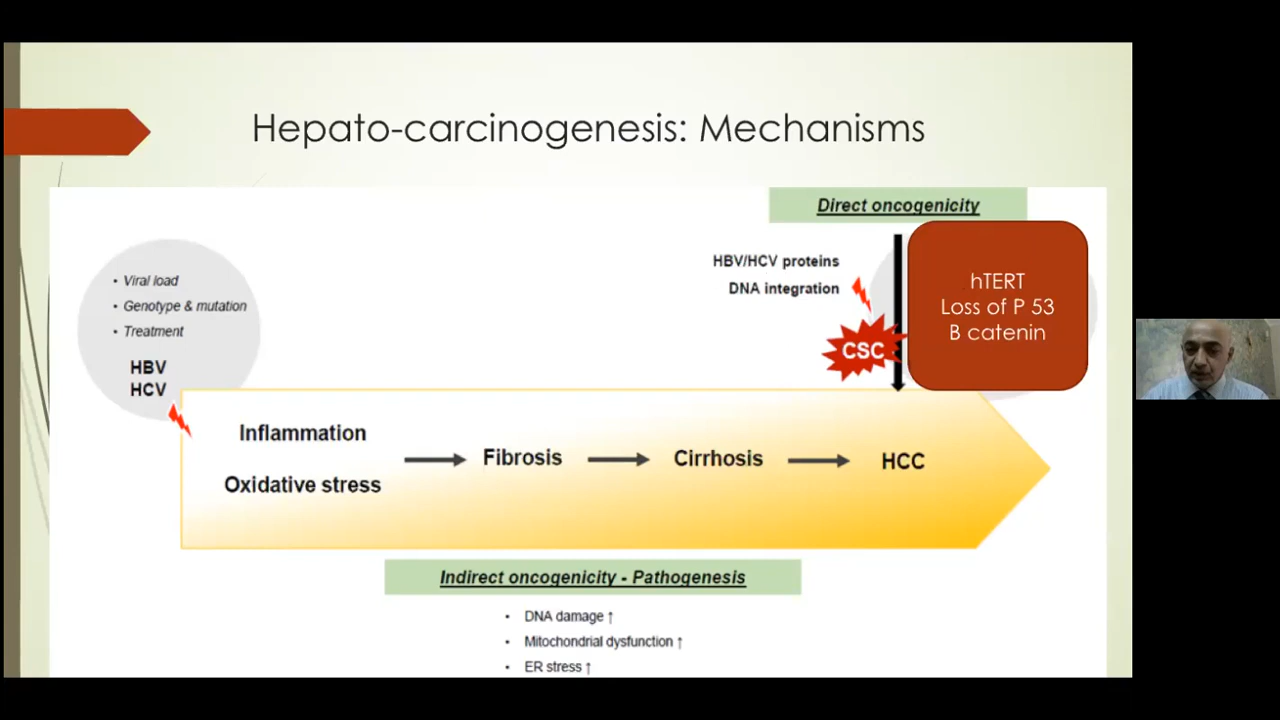 Hepato-carcinogenesis: Mechanisms
Direct oncogenicity
HBV/HCV proteins
DNA integration
CSC
hTERT
Loss of P 53
B catenin
• Viral load
• Genotype & mutation
• Treatment
HBV
HCV
Inflammation
Oxidative stress
Fibrosis
Cirrhosis
HCC
Indirect oncogenicity - Pathogenesis
• DNA damage ↑
• Mitochondrial dysfunction ↑
• ER stress ↑